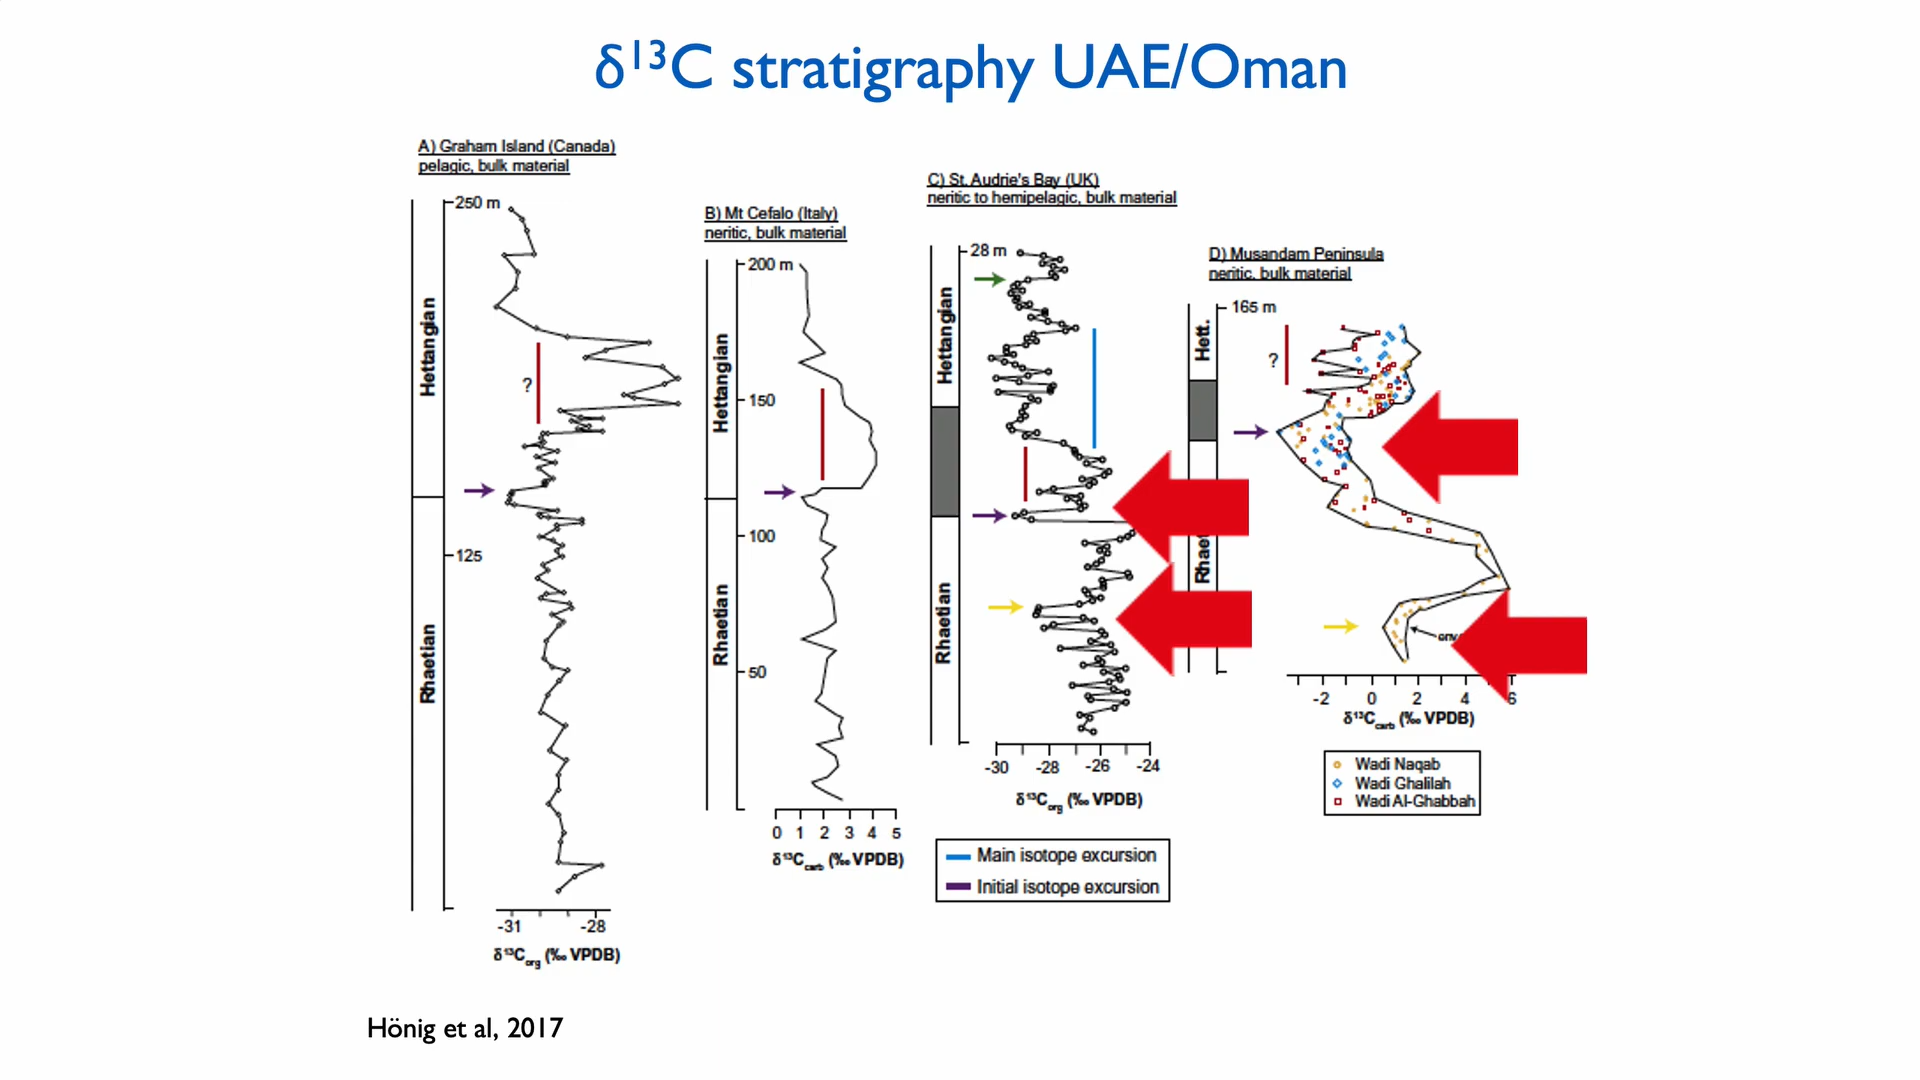 δ¹³C stratigraphy UAE/Oman
A) Graham Island (Canada)
pelagic, bulk material
250 m
125
Hettangian
Rhaetian
?
-31
-28
δ¹³Corg (‰ VPDB)
B) Mt Cefalo (Italy)
neritic, bulk material
200 m
150
100
50
Hettangian
Rhaetian
0 1 2 3 4 5
δ¹³Ccarb (‰ VPDB)
C) St. Audrie's Bay (UK)
neritic to hemipelagic, bulk material
28 m
Hettangian
Rhaetian
-30 -28 -26 -24
δ¹³Corg (‰ VPDB)
Main isotope excursion
Initial isotope excursion
D) Musandam Peninsula
neritic, bulk material
165 m
Hett.
?
-2 0 2 4 6
δ¹³Ccarb (‰ VPDB)
Wadi Naqab
Wadi Ghalilah
Wadi Al-Ghabbah
Hönig et al, 2017